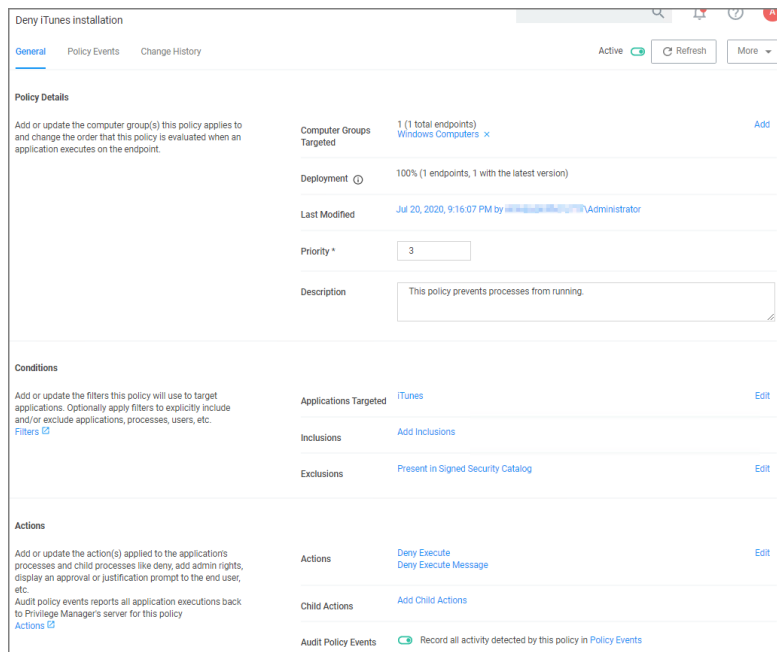 Deny iTunes installation
General Policy Events Change History Active Refresh More
Policy Details
Add or update the computer group(s) this policy applies to
and change the order that this policy is evaluated when an
application executes on the endpoint.
Computer Groups
Targeted
1 (1 total endpoints)
Windows Computers ×
Add
Deployment
100% (1 endpoints, 1 with the latest version)
Last Modified
Jul 20, 2020, 9:16:07 PM by \Administrator
Priority *
3
Description
This policy prevents processes from running.
Conditions
Add or update the filters this policy will use to target
applications. Optionally apply filters to explicitly include
and/or exclude applications, processes, users, etc.
Filters
Applications Targeted
iTunes
Edit
Inclusions
Add Inclusions
Exclusions
Present in Signed Security Catalog
Edit
Actions
Add or update the action(s) applied to the application's
processes and child processes like deny, add admin rights,
display an approval or justification prompt to the end user,
etc.
Audit policy events reports all application executions back
to Privilege Manager's server for this policy
Actions
Actions
Deny Execute
Deny Execute Message
Edit
Child Actions
Add Child Actions
Audit Policy Events
Record all activity detected by this policy in Policy Events